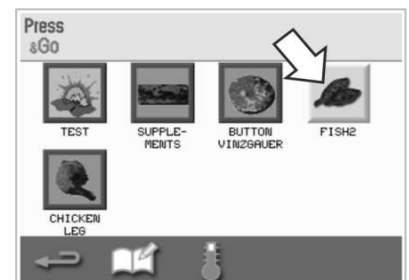 Press
&Go
TEST
SUPPLE-
MENTS
BUTTON
VINZGAUER
FISH2
CHICKEN
LEG